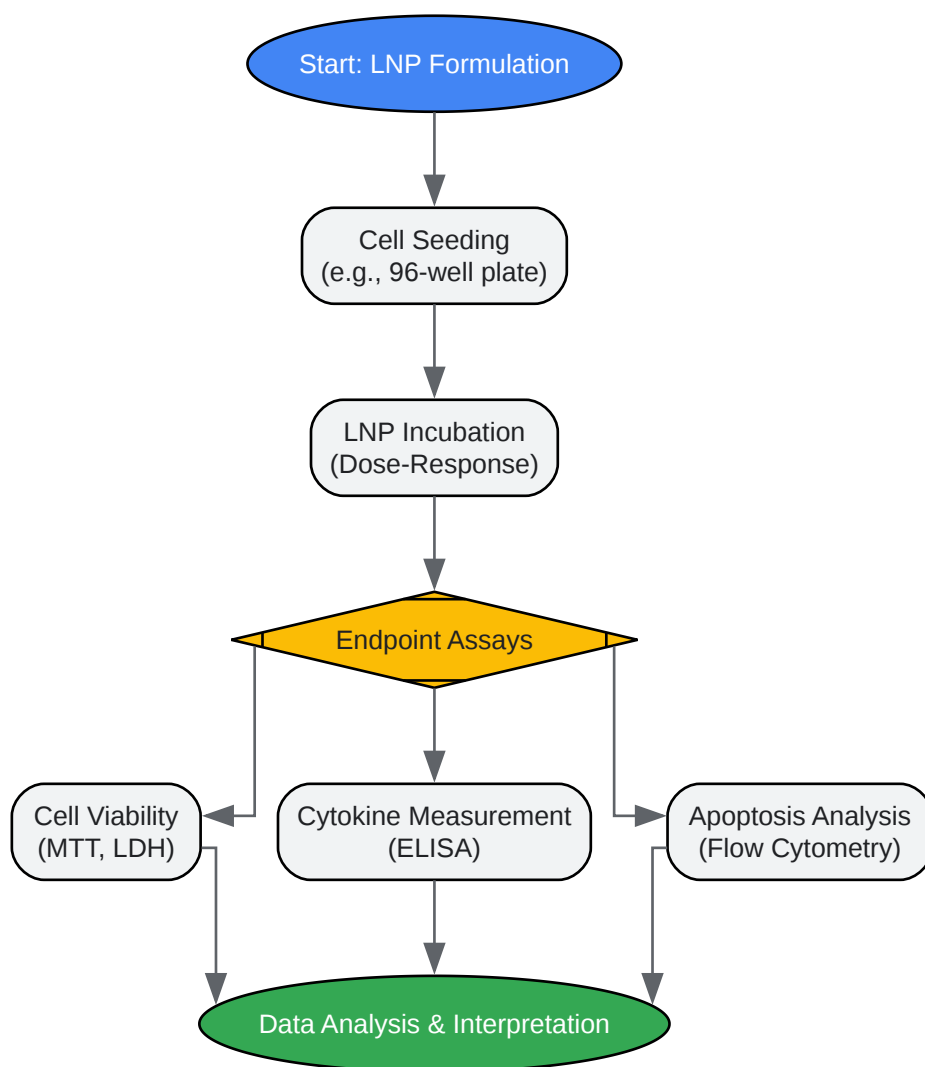 Start: LNP Formulation
Cell Seeding
(e.g., 96-well plate)
LNP Incubation
(Dose-Response)
Endpoint Assays
Cell Viability
(MTT, LDH)
Cytokine Measurement
(ELISA)
Apoptosis Analysis
(Flow Cytometry)
Data Analysis & Interpretation